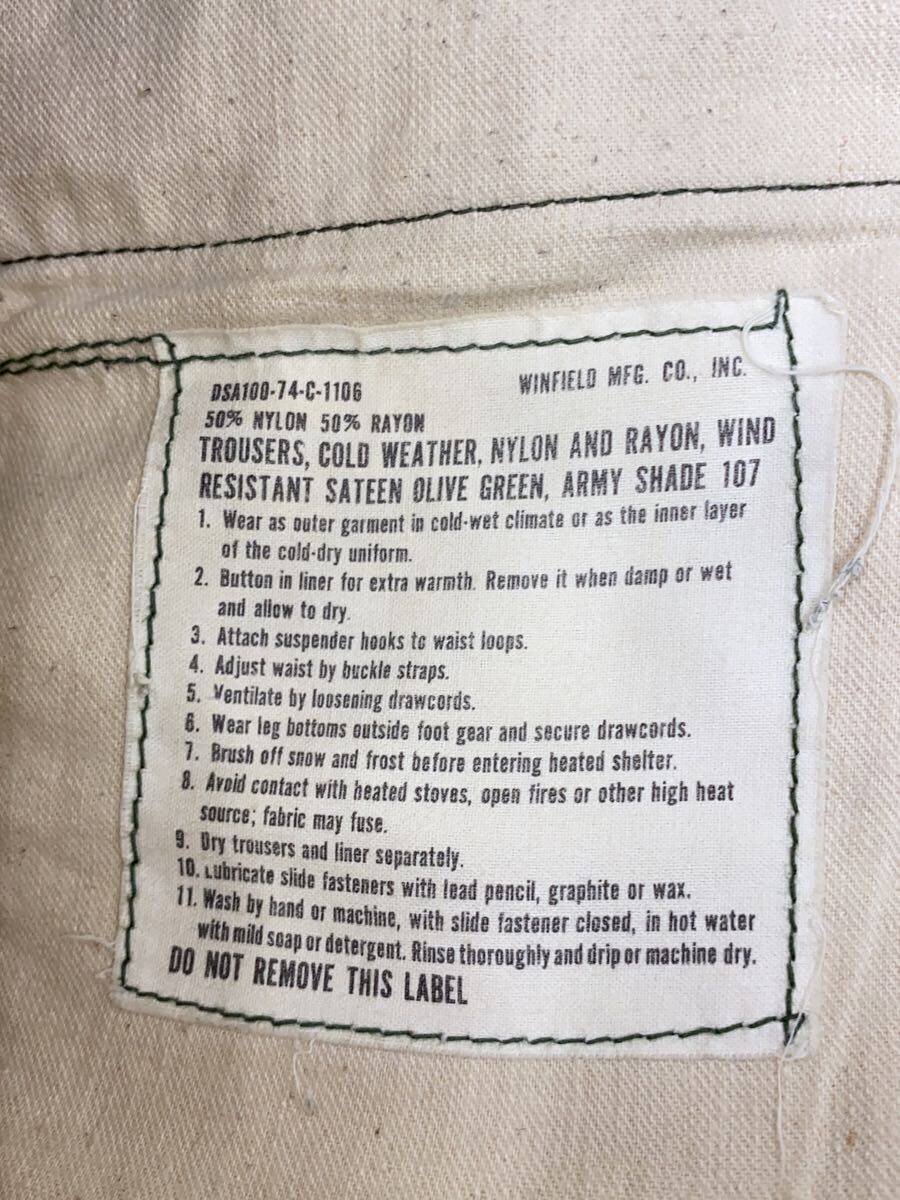 DSA100-74-C-1106 WINFIELD MFG. CO., INC.
50% NYLON 50% RAYON
TROUSERS, COLD WEATHER, NYLON AND RAYON, WIND
RESISTANT SATEEN OLIVE GREEN, ARMY SHADE 107
1. Wear as outer garment in cold-wet climate or as the inner layer
of the cold-dry uniform.
2. Button in liner for extra warmth. Remove it when damp or wet
and allow to dry.
3. Attach suspender hooks to waist loops.
4. Adjust waist by buckle straps.
5. Ventilate by loosening drawcords.
6. Wear leg bottoms outside foot gear and secure drawcords.
7. Brush off snow and frost before entering heated shelter.
8. Avoid contact with heated stoves, open fires or other high heat
source; fabric may fuse.
9. Dry trousers and liner separately.
10. Lubricate slide fasteners with lead pencil, graphite or wax.
11. Wash by hand or machine, with slide fastener closed, in hot water
with mild soap or detergent. Rinse thoroughly and drip or machine dry.
DO NOT REMOVE THIS LABEL